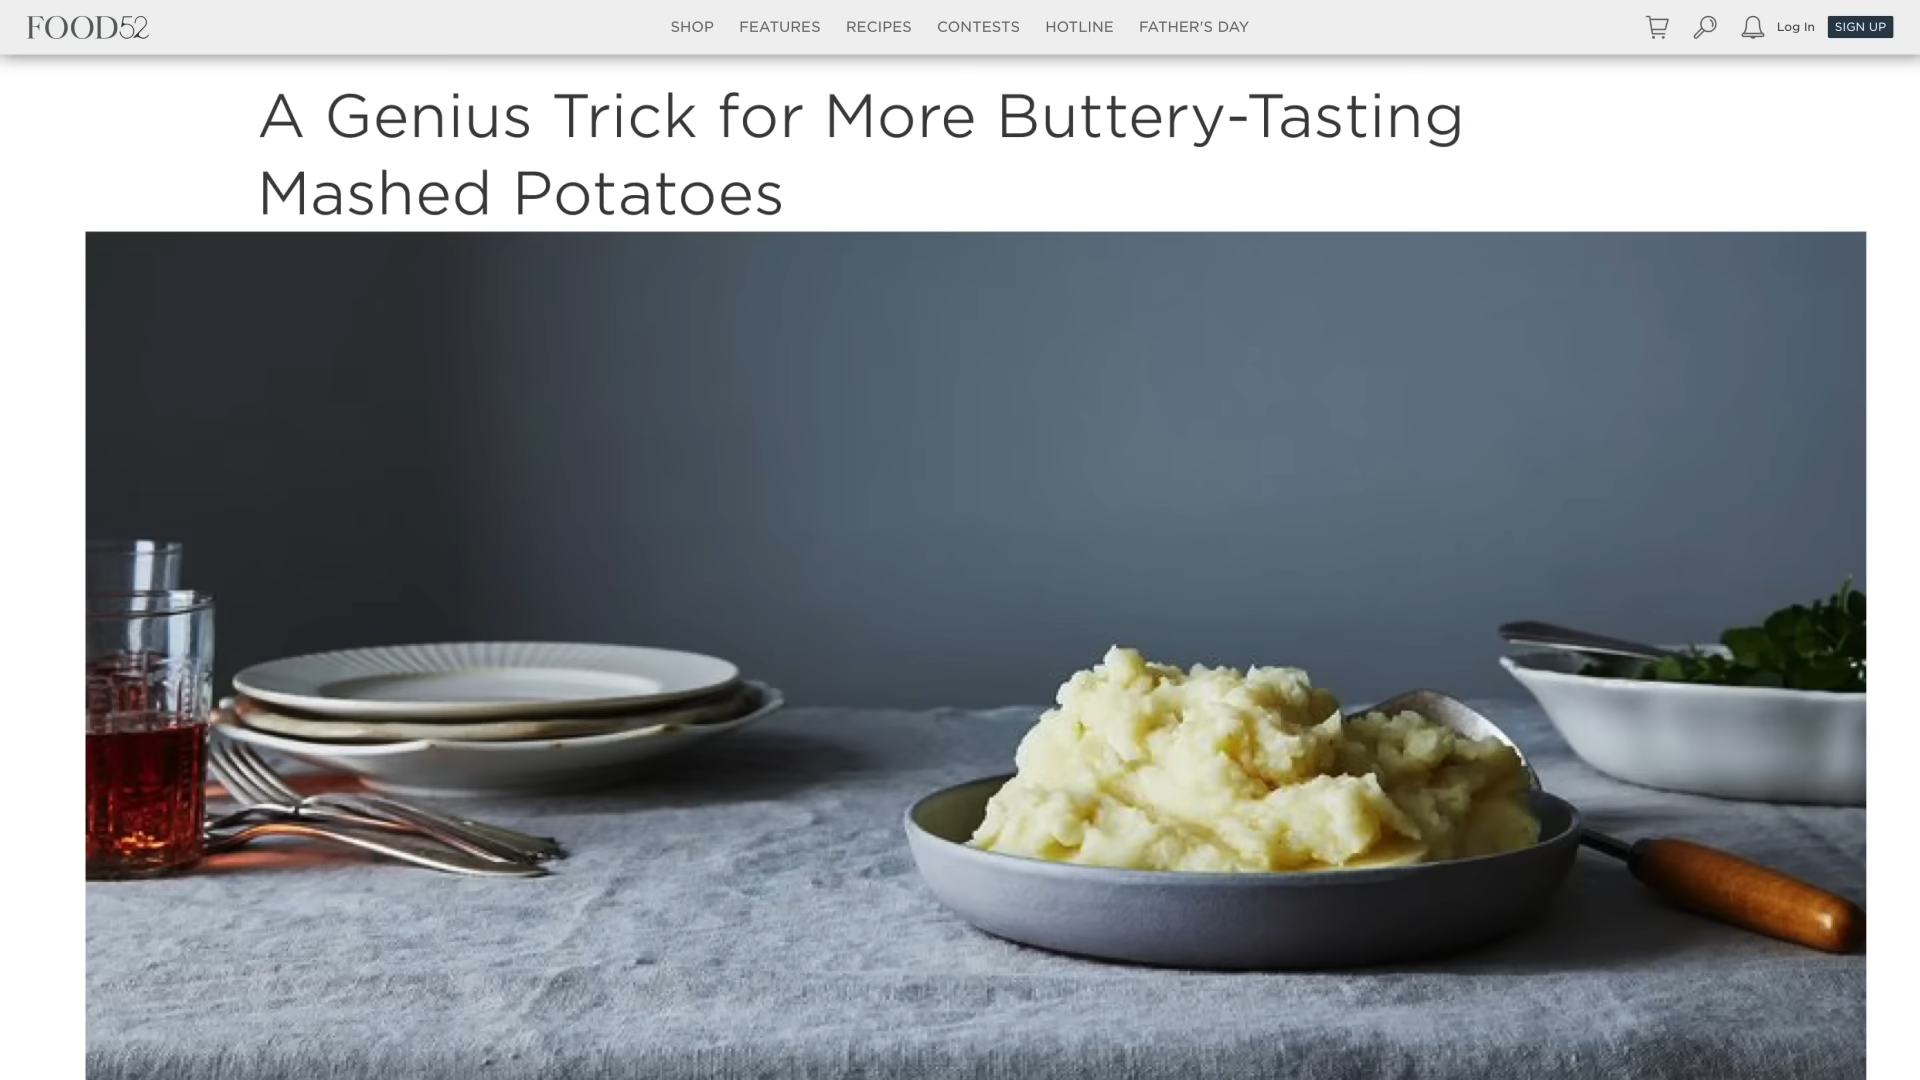 FOOD52
SHOP FEATURES RECIPES CONTESTS HOTLINE FATHER'S DAY
Log In SIGN UP
A Genius Trick for More Buttery-Tasting
Mashed Potatoes